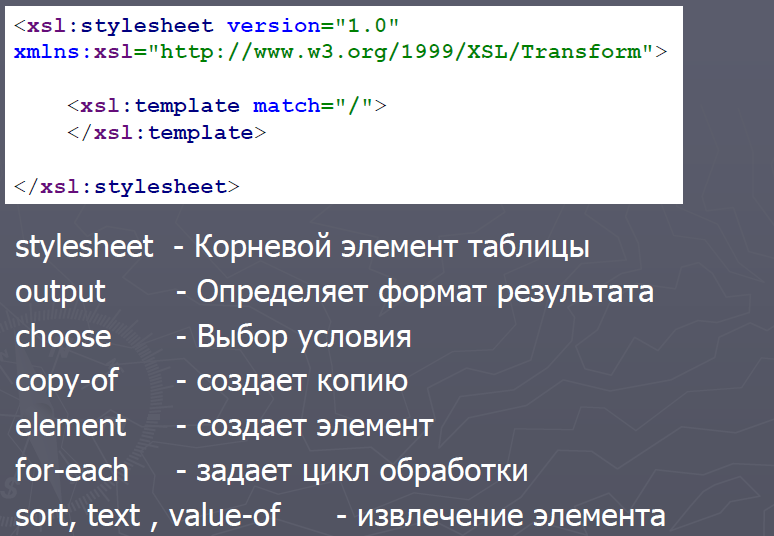 <xsl:stylesheet version="1.0"
xmlns:xsl="http://www.w3.org/1999/XSL/Transform">
<xsl:template match="/">
</xsl:template>
</xsl:stylesheet>
stylesheet - Корневой элемент таблицы
output - Определяет формат результата
choose - Выбор условия
copy-of - создает копию
element - создает элемент
for-each - задает цикл обработки
sort, text , value-of - извлечение элемента